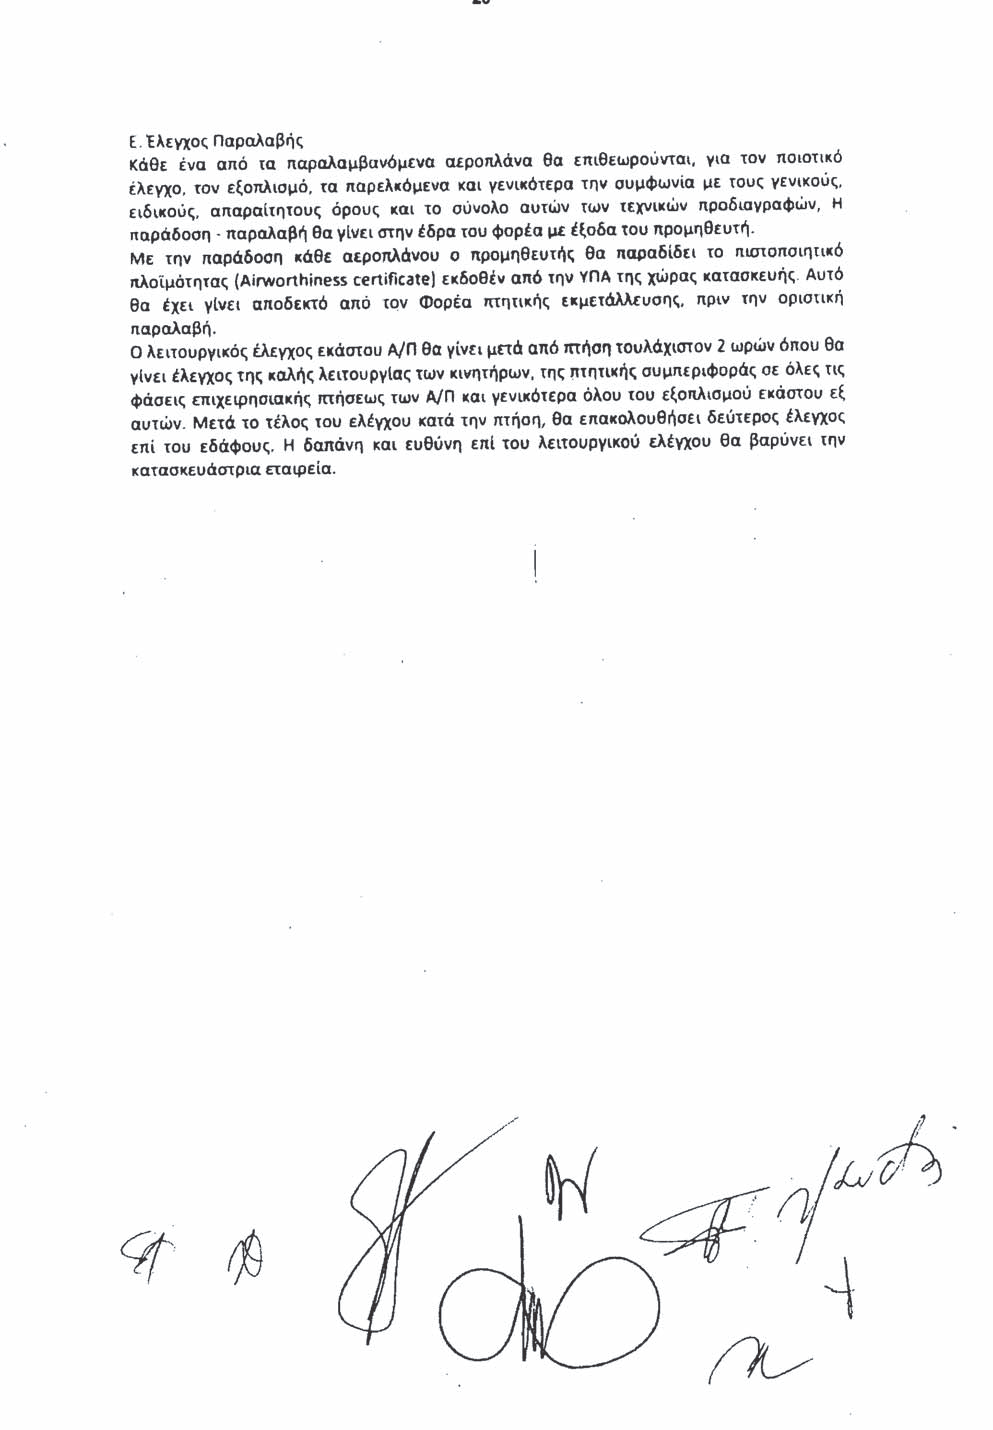 Ε. Έλεγχος Παραλαβής
Κάθε ένα από τα παραλαμβανόμενα αεροπλάνα θα επιθεωρούνται, για τον ποιοτικό
έλεγχο, τον εξοπλισμό, τα παρελκόμενα και γενικότερα την συμφωνία με τους γενικούς,
ειδικούς, απαραίτητους όρους και το σύνολο αυτών των τεχνικών προδιαγραφών, Η
παράδοση - παραλαβή θα γίνει στην έδρα του φορέα με έξοδα του προμηθευτή.
Με την παράδοση κάθε αεροπλάνου ο προμηθευτής θα παραδίδει το πιστοποιητικό
πλοϊμότητας (Airworthiness certificate) εκδοθέν από την ΥΠΑ της χώρας κατασκευής. Αυτό
θα έχει γίνει αποδεκτό από τον Φορέα πτητικής εκμετάλλευσης, πριν την οριστική
παραλαβή.
Ο λειτουργικός έλεγχος εκάστου Α/Π θα γίνει μετά από πτήση τουλάχιστον 2 ωρών όπου θα
γίνει έλεγχος της καλής λειτουργίας των κινητήρων, της πτητικής συμπεριφοράς σε όλες τις
φάσεις επιχειρησιακής πτήσεως των Α/Π και γενικότερα όλου του εξοπλισμού εκάστου εξ
αυτών. Μετά το τέλος του ελέγχου κατά την πτήση, θα επακολουθήσει δεύτερος έλεγχος
επί του εδάφους. Η δαπάνη και ευθύνη επί του λειτουργικού ελέγχου θα βαρύνει την
κατασκευάστρια εταιρεία.